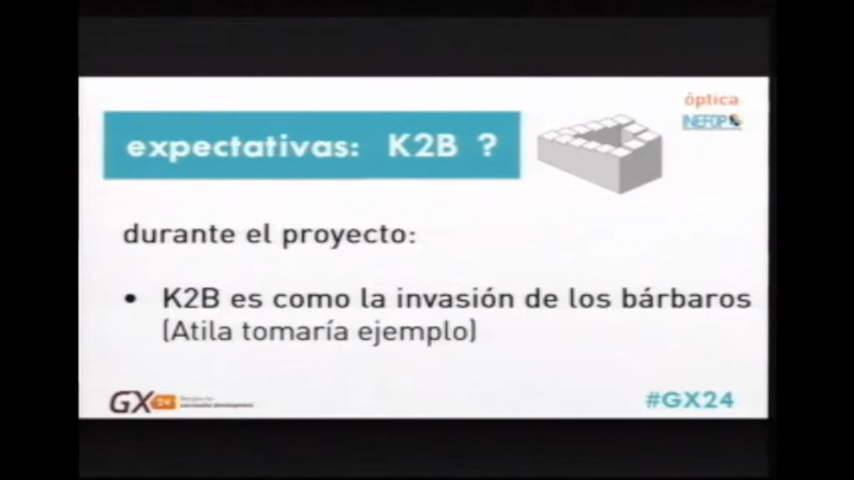 óptica
INEFOP
expectativas: K2B ?
durante el proyecto:
• K2B es como la invasión de los bárbaros
(Atila tomaría ejemplo)
GX 24
#GX24